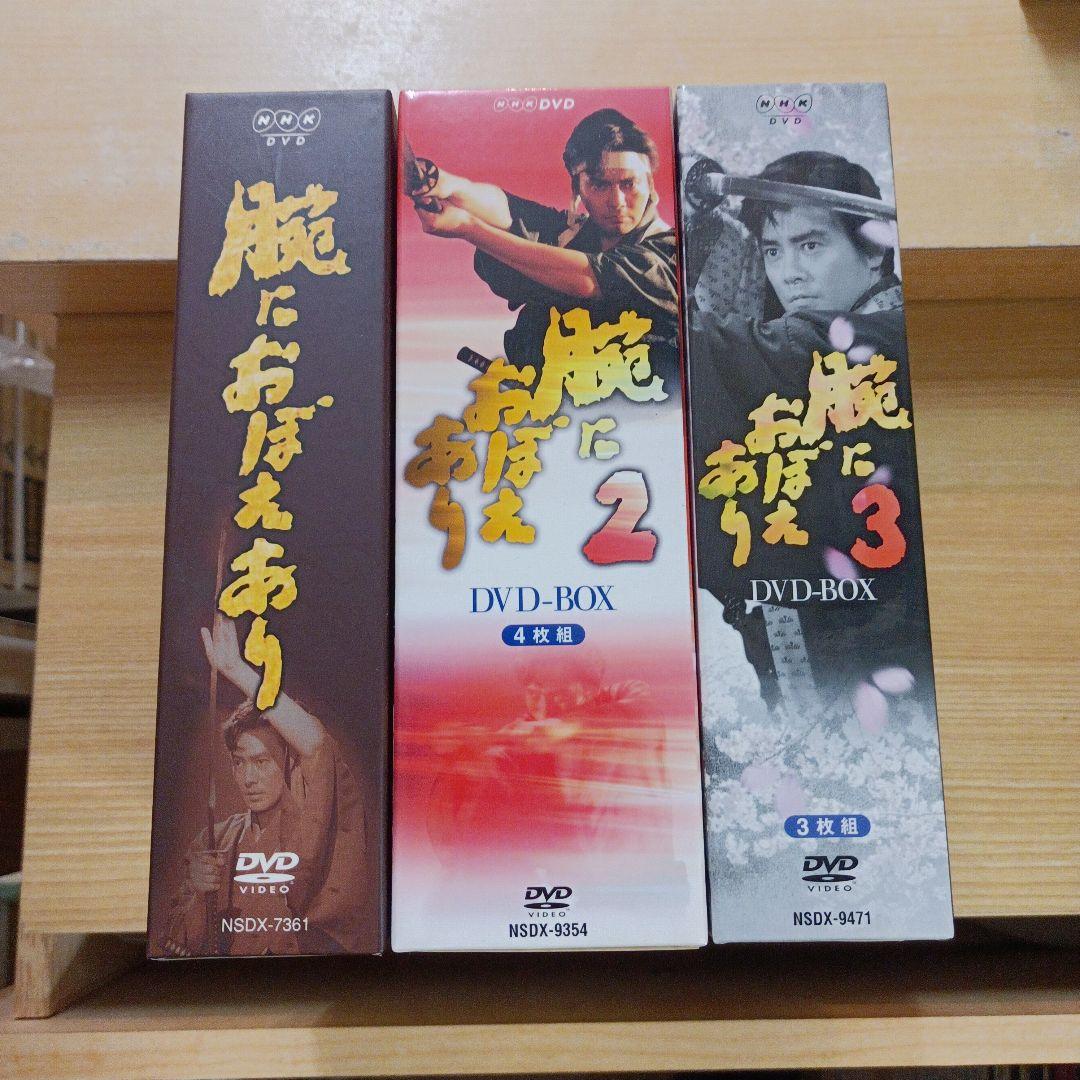 NHK
DVD
腕におぼえあり
DVD
VIDEO
NSDX-7361
NHK DVD
腕に
おぼえ
あり
2
DVD-BOX
4枚組
DVD
VIDEO
NSDX-9354
NHK
DVD
腕に
おぼえ
あり
3
DVD-BOX
3枚組
DVD
VIDEO
NSDX-9471